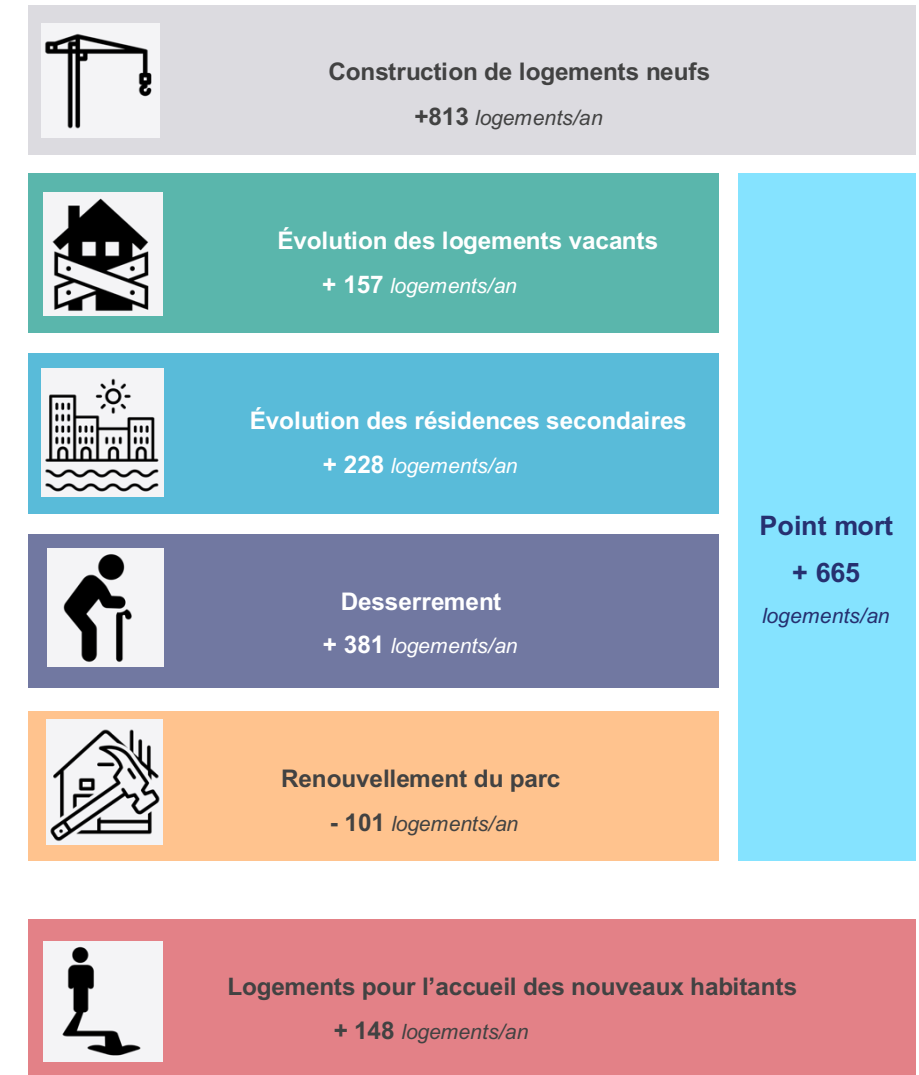 Construction de logements neufs
+813 logements/an
Évolution des logements vacants
+ 157 logements/an
Évolution des résidences secondaires
+ 228 logements/an
Desserrement
+ 381 logements/an
Renouvellement du parc
- 101 logements/an
Point mort
+ 665
logements/an
Logements pour l’accueil des nouveaux habitants
+ 148 logements/an